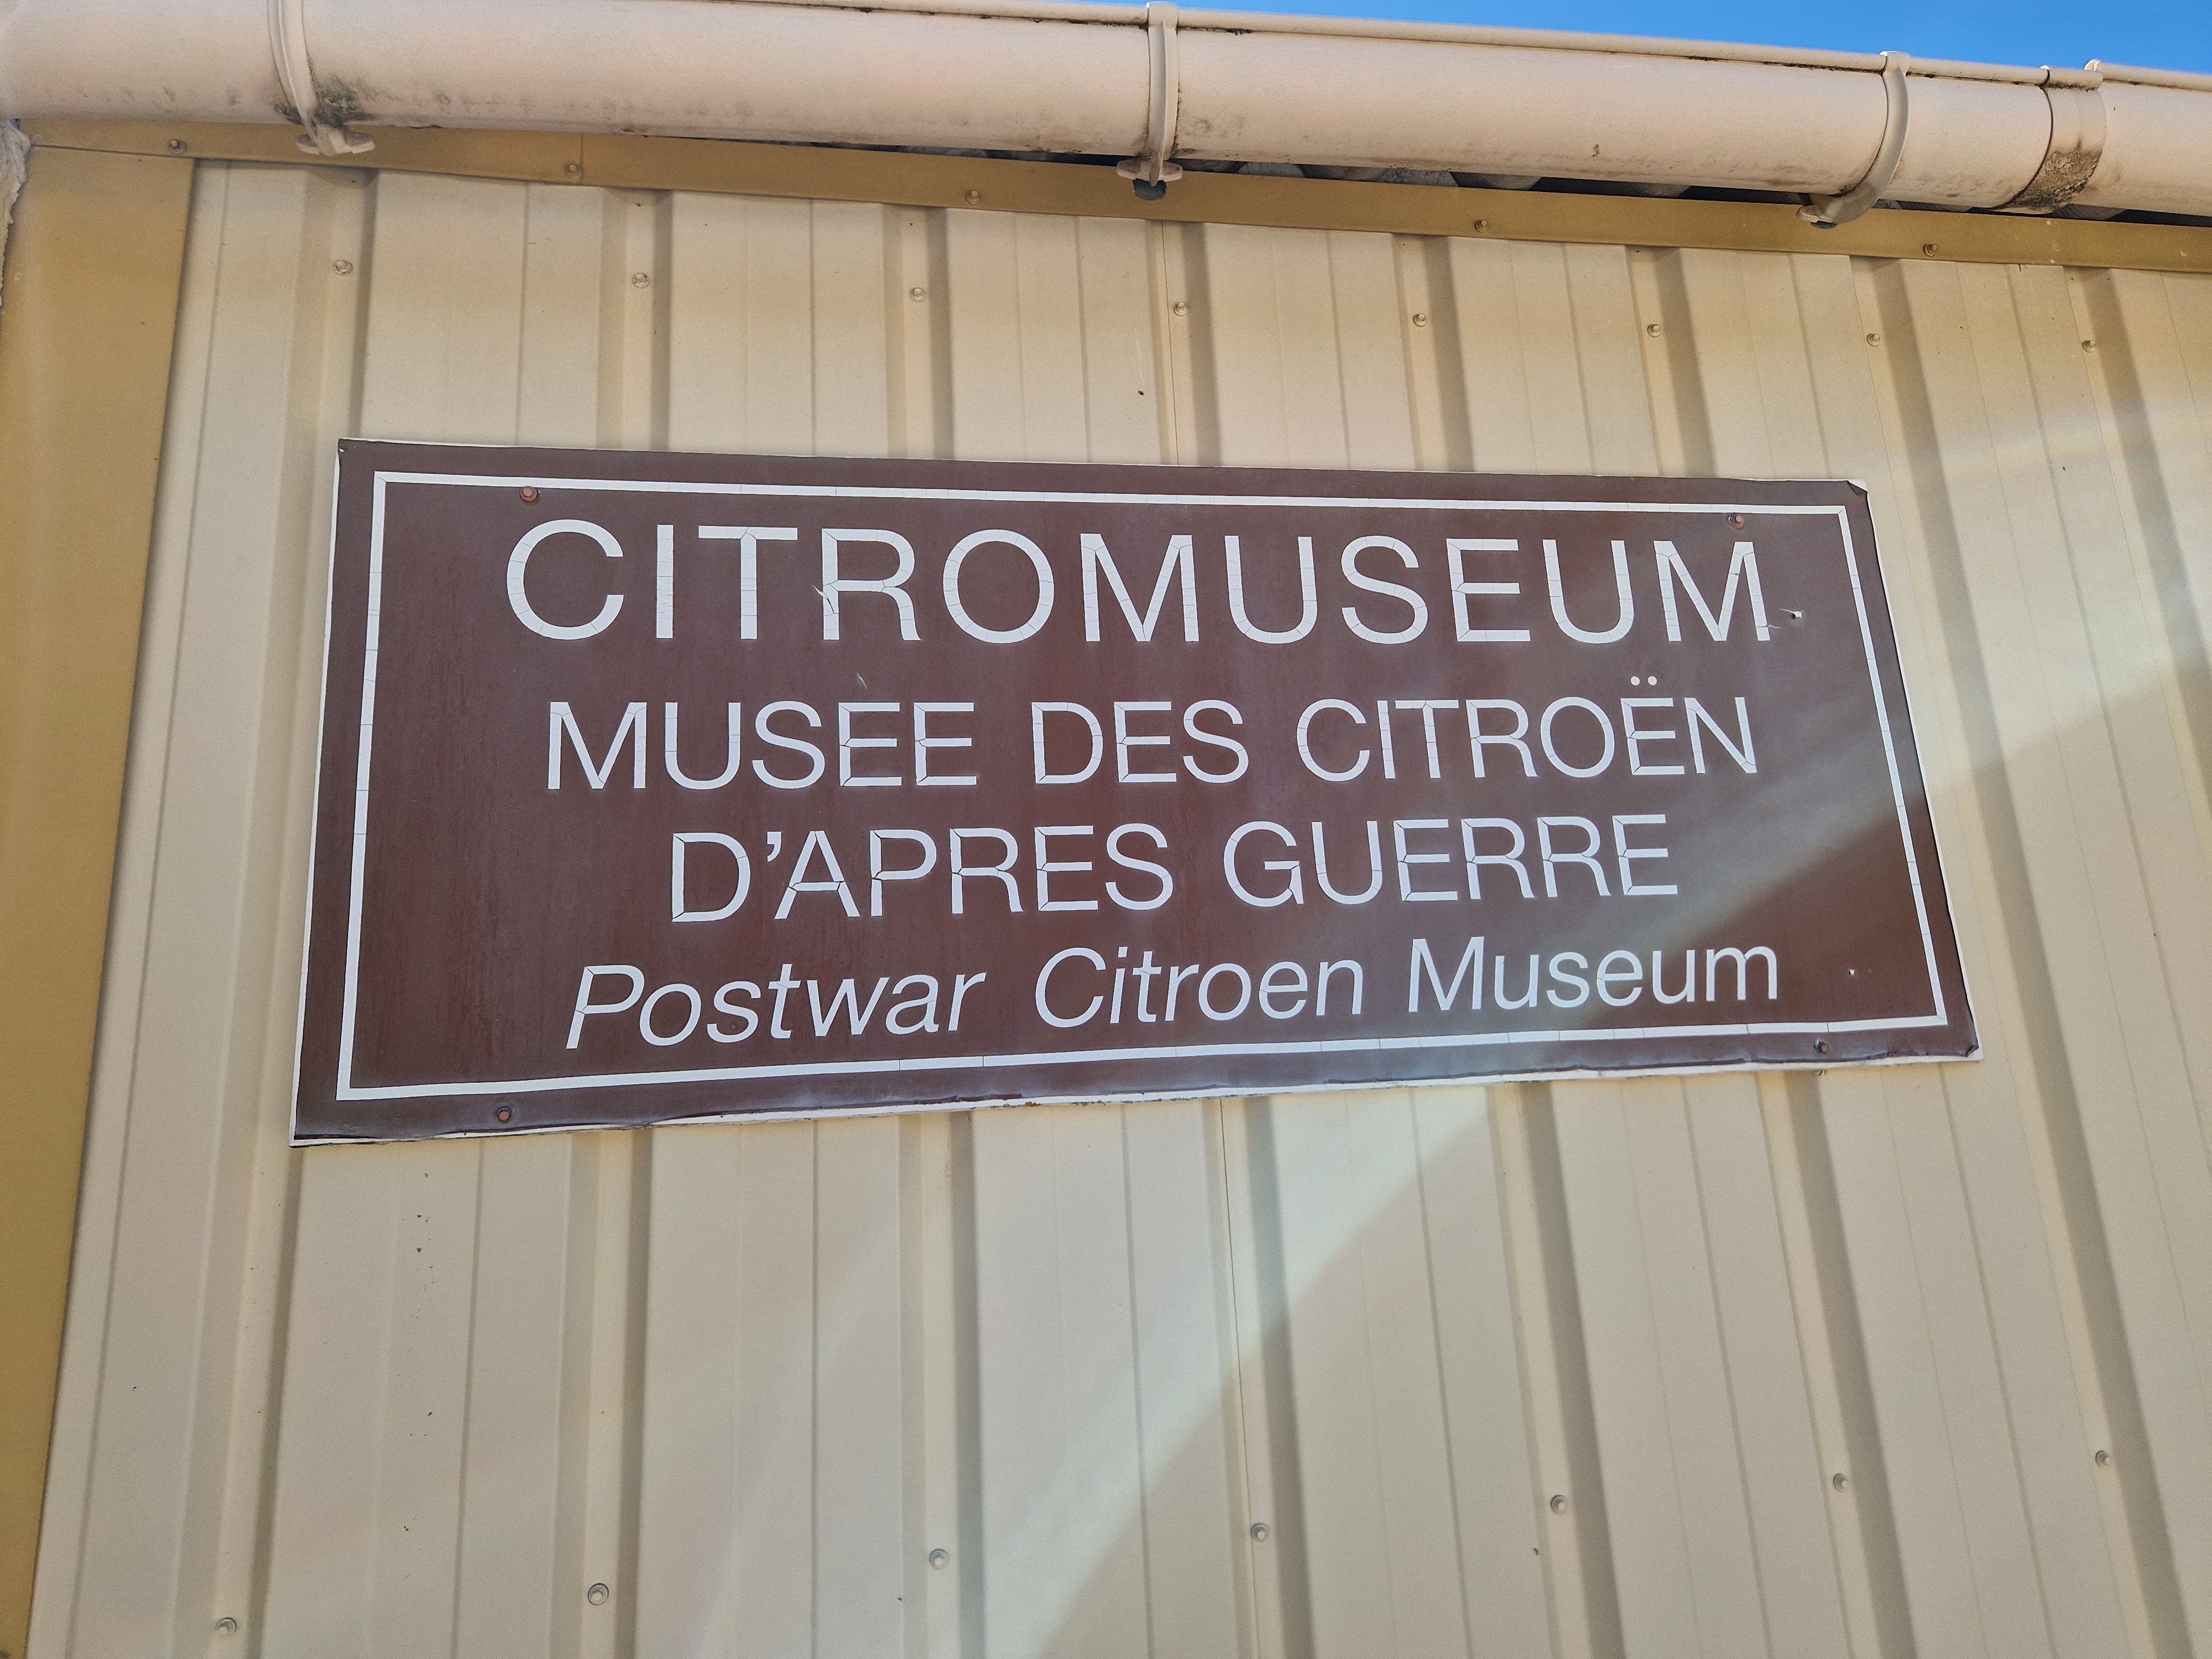 CITROMUSEUM
MUSEE DES CITROËN
D'APRES GUERRE
Postwar Citroen Museum